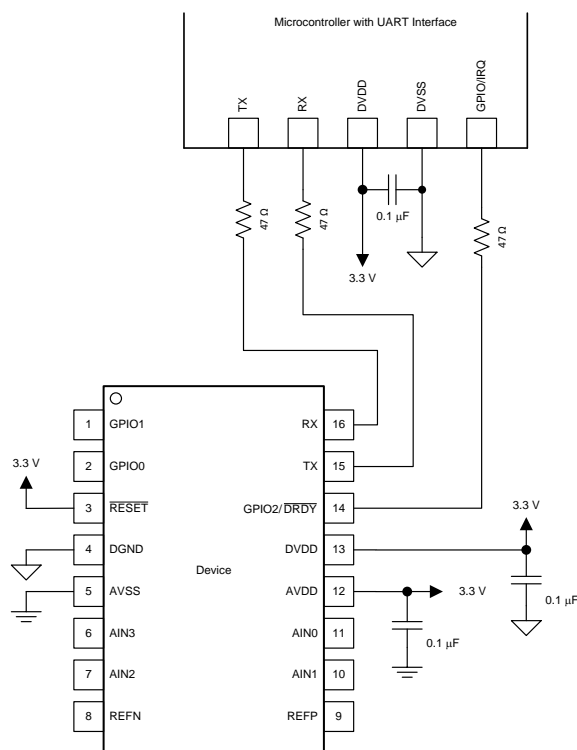 Microcontroller with UART Interface
TX
RX
DVDD
DVSS
GPIO/IRQ
47 Ω
47 Ω
0.1 μF
47 Ω
3.3 V
1
GPIO1
RX
16
3.3 V
2
GPIO0
TX
15
3
RESET
GPIO2/DRDY
14
3.3 V
4
DGND
DVDD
13
Device
5
AVSS
AVDD
12
3.3 V
0.1 μF
6
AIN3
AIN0
11
0.1 μF
7
AIN2
AIN1
10
8
REFN
REFP
9